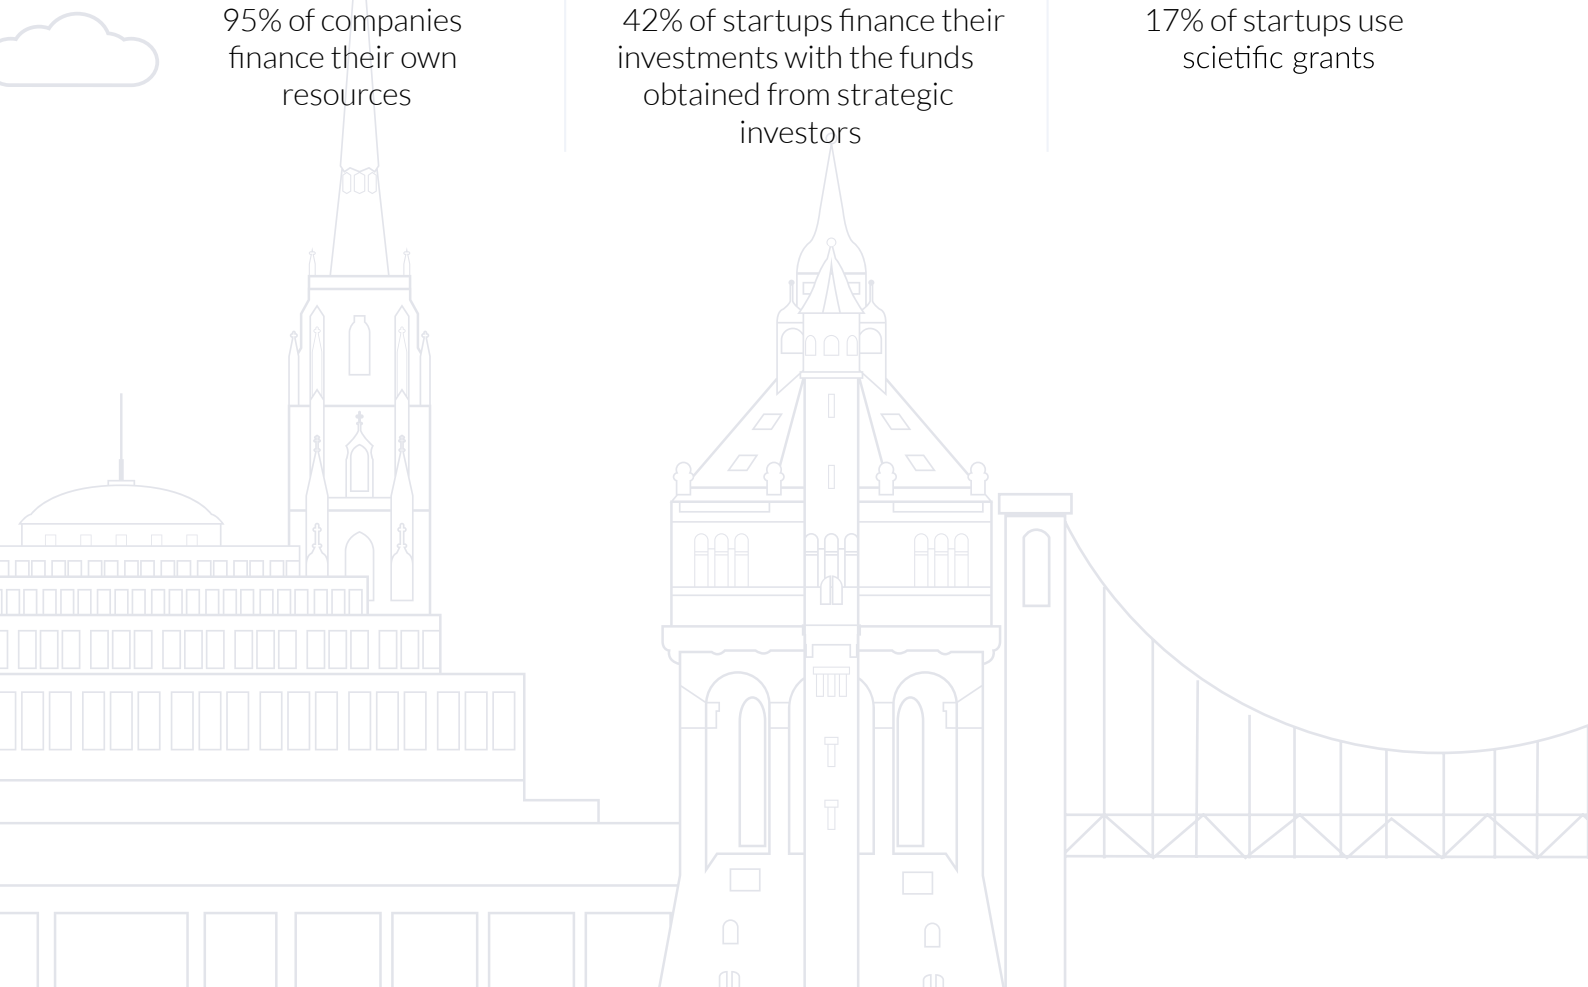 95% of companies
finance their own
resources
42% of startups finance their
investments with the funds
obtained from strategic
investors
17% of startups use
scietific grants